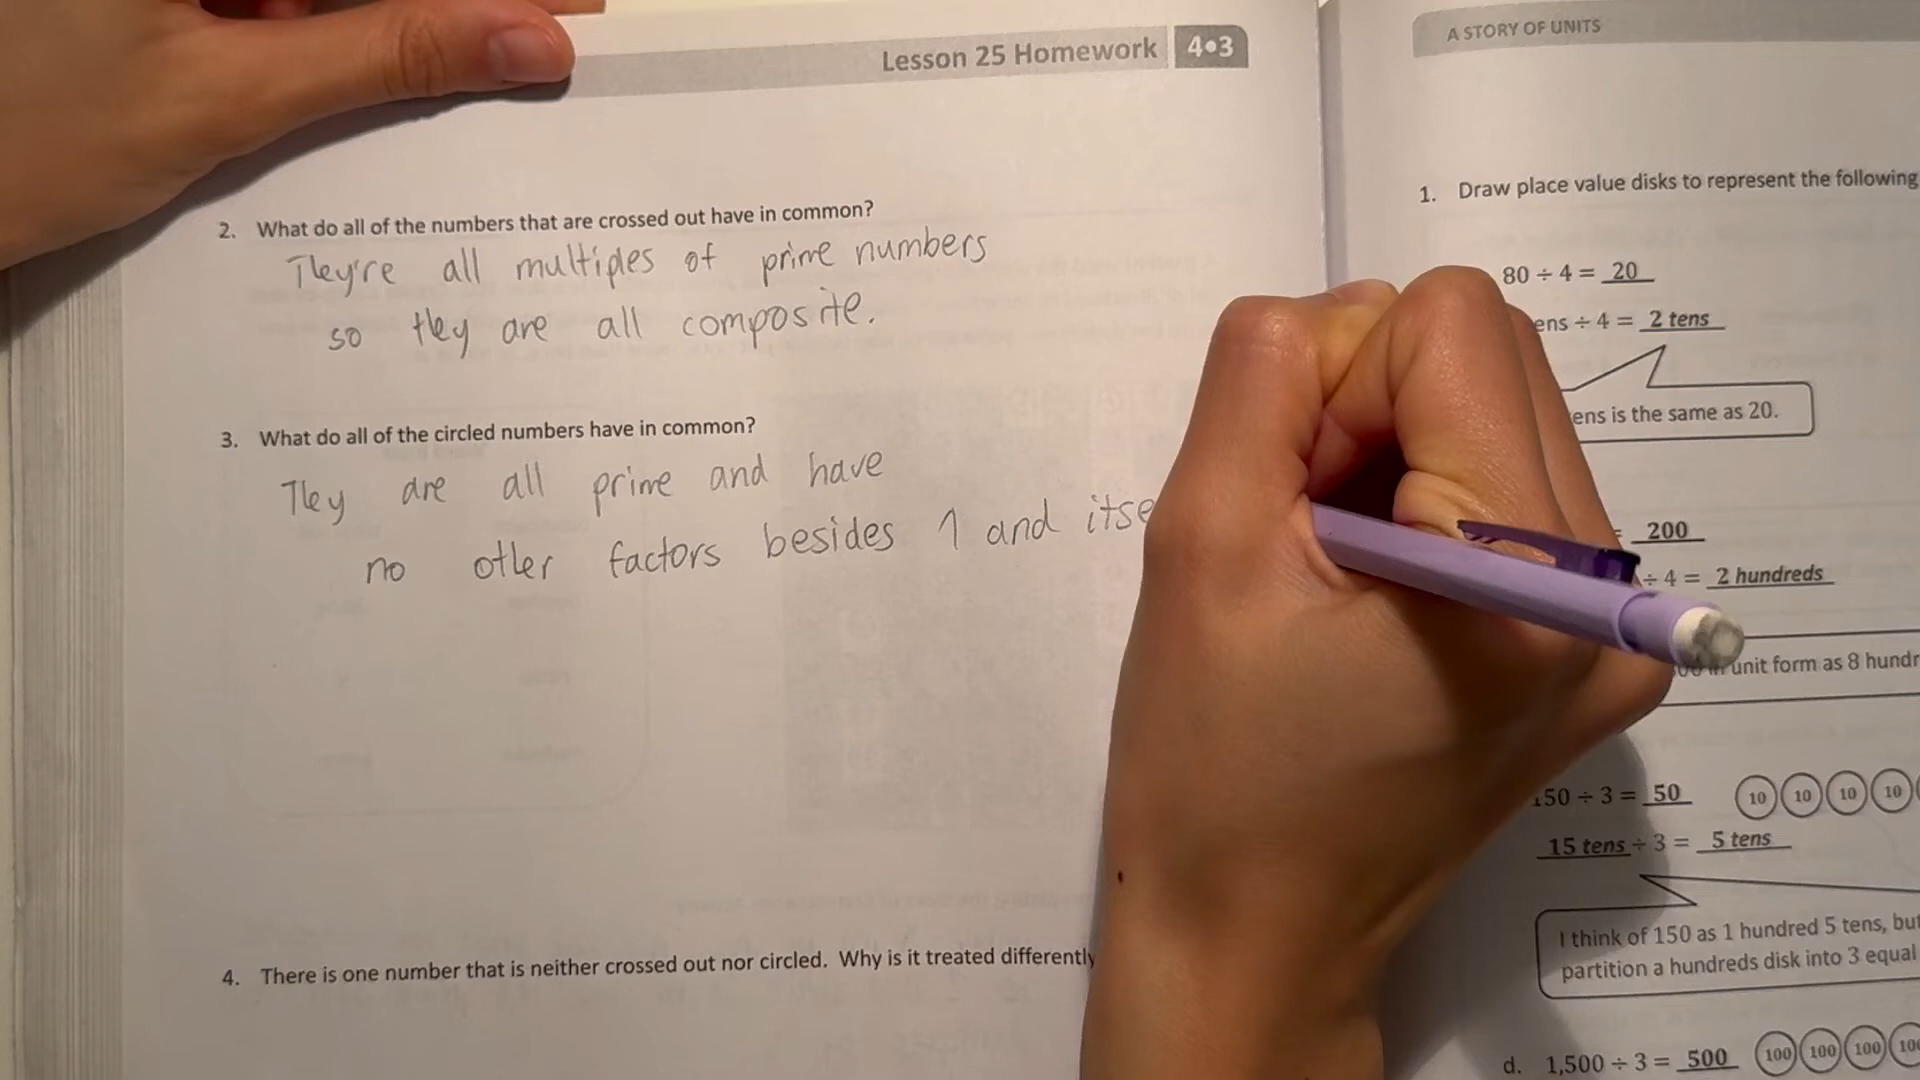 Lesson 25 Homework 4•3
2. What do all of the numbers that are crossed out have in common?
They're all multiples of prime numbers
so they are all composite.
3. What do all of the circled numbers have in common?
They are all prime and have
no other factors besides 1 and itse
4. There is one number that is neither crossed out nor circled. Why is it treated differently
A STORY OF UNITS
1. Draw place value disks to represent the following
80 ÷ 4 = 20
ens ÷ 4 = 2 tens
ens is the same as 20.
= 200
÷ 4 = 2 hundreds
unit form as 8 hundr
150 ÷ 3 = 50
10 10 10 10
15 tens ÷ 3 = 5 tens
I think of 150 as 1 hundred 5 tens, but
partition a hundreds disk into 3 equal
d. 1,500 ÷ 3 = 500
100 100 100 100